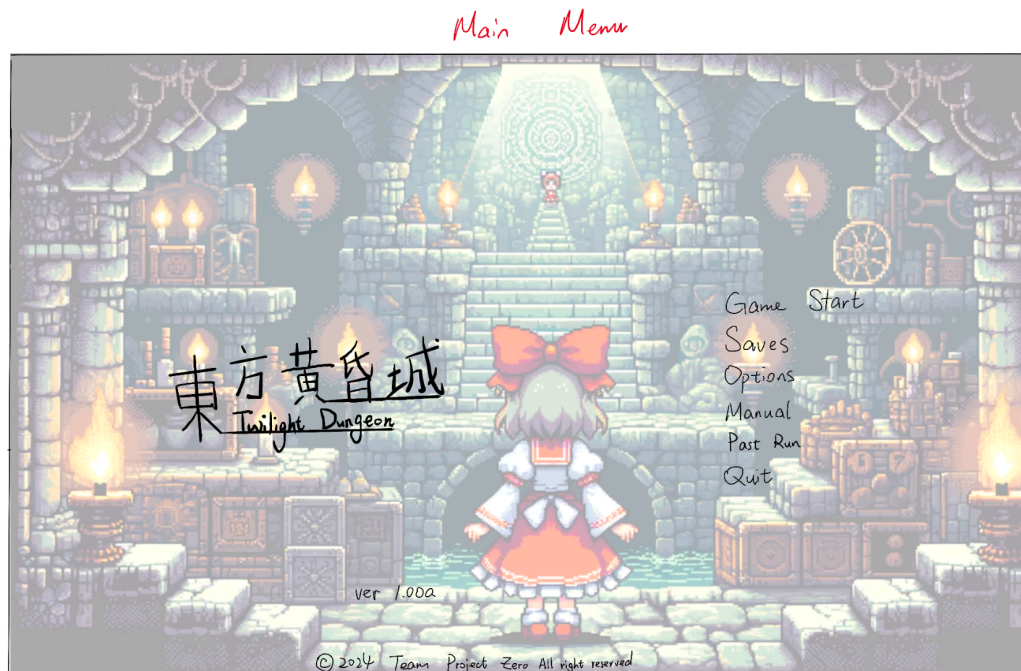 Main Menu
東方黄昏城
Twilight Dungeon
Game Start
Saves
Options
Manual
Past Run
Quit
ver 1.00a
© 2024 Team Project Zero All right reserved